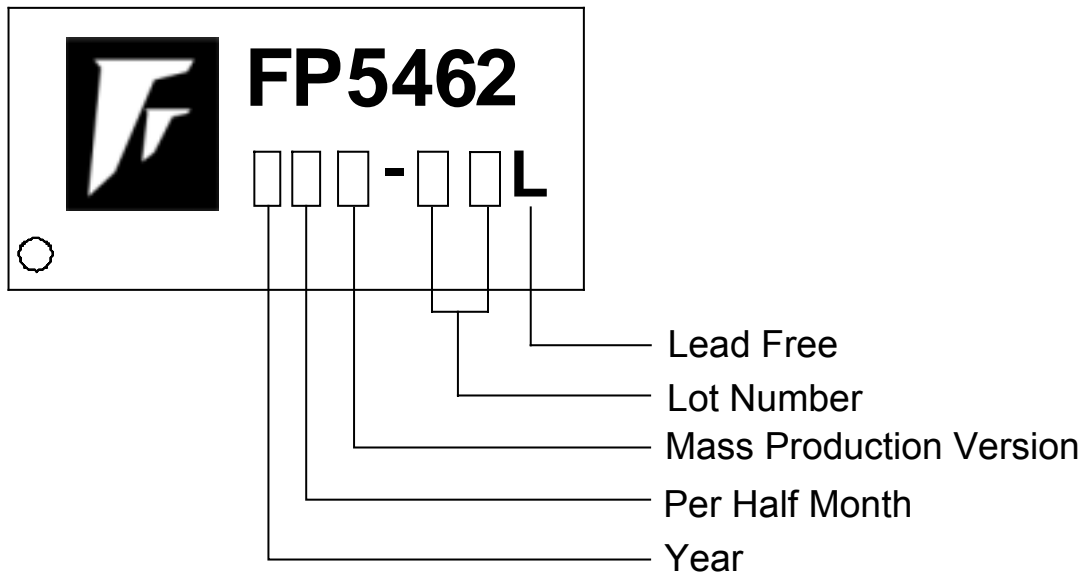 FP5462
- L
Lead Free
Lot Number
Mass Production Version
Per Half Month
Year